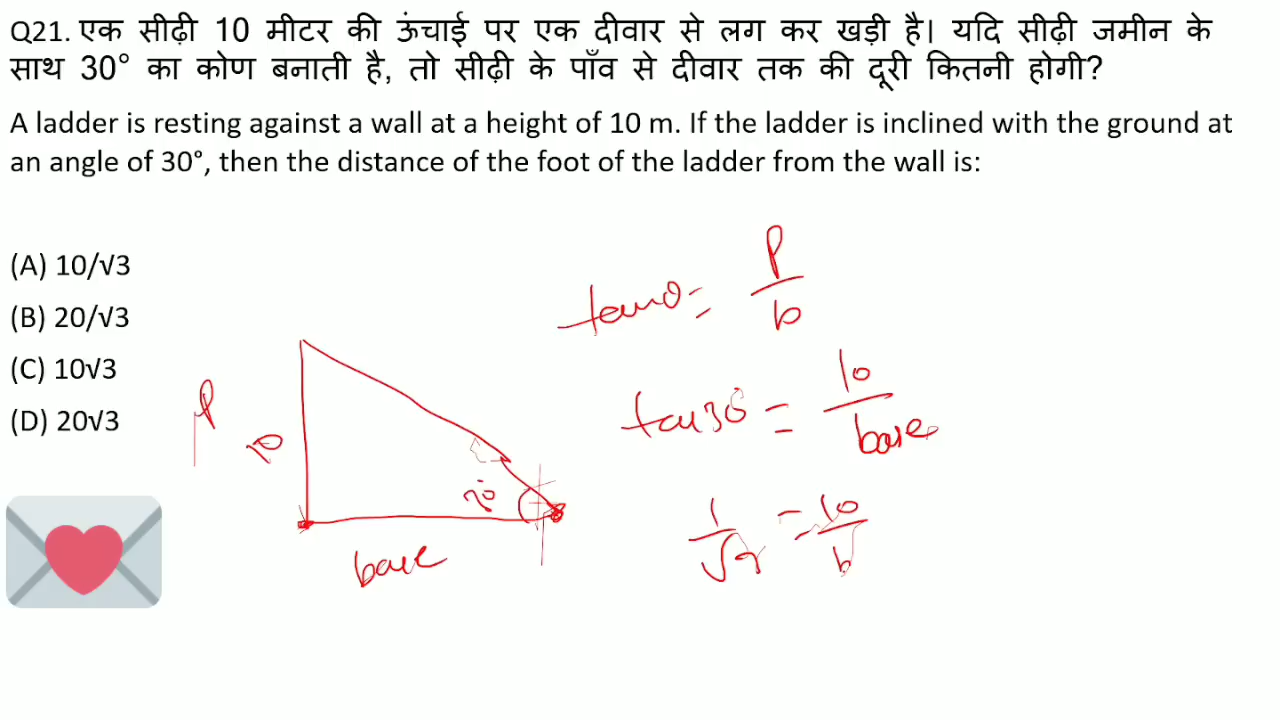 Q21. एक सीढ़ी 10 मीटर की ऊंचाई पर एक दीवार से लग कर खड़ी है। यदि सीढ़ी जमीन के
साथ 30° का कोण बनाती है, तो सीढ़ी के पाँव से दीवार तक की दूरी कितनी होगी?
A ladder is resting against a wall at a height of 10 m. If the ladder is inclined with the ground at
an angle of 30°, then the distance of the foot of the ladder from the wall is:
(A) 10/√3
(B) 20/√3
(C) 10√3
(D) 20√3
P
10
30°
base
tanθ = P/b
tan30 = 10/base
1/√3 = 10/b